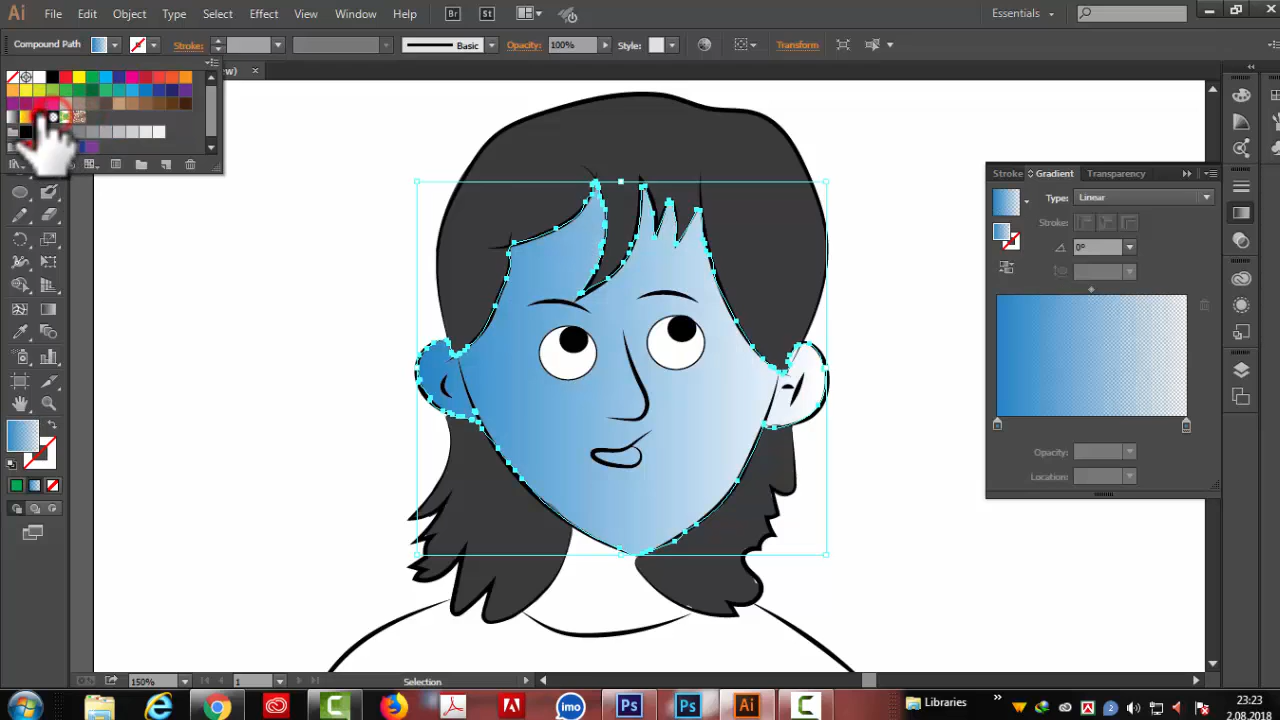 Ai File Edit Object Type Select Effect View Window Help Br St Essentials
Compound Path Stroke: Basic Opacity: 100% Style: Transform
w)
Stroke Gradient Transparency
Type: Linear
Stroke:
0°
Opacity:
Location:
150% 1 Selection
imo Ps Ps Ai Libraries » 23:23
2.08.2018